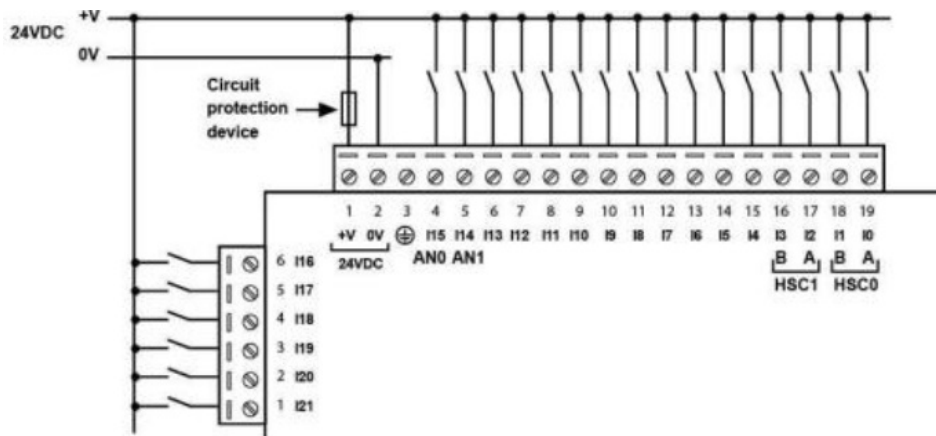 +V
24VDC
0V
Circuit
protection
device
1 2 3 4 5 6 7 8 9 10 11 12 13 14 15 16 17 18 19
+V 0V I15 I14 I13 I12 I11 I10 I9 I8 I7 I6 I5 I4 I3 I2 I1 I0
24VDC AN0 AN1 B A B A
HSC1 HSC0
6 I16
5 I17
4 I18
3 I19
2 I20
1 I21